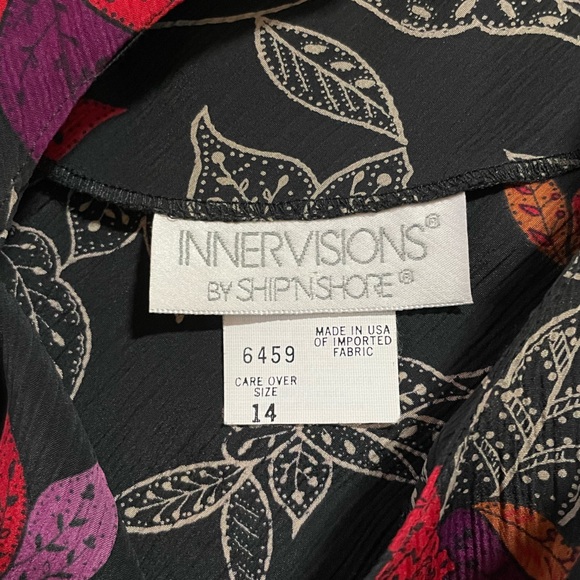 INNERVISIONS®
BY SHIP'N'SHORE®
6459
MADE IN USA
OF IMPORTED
FABRIC
CARE OVER
SIZE
14